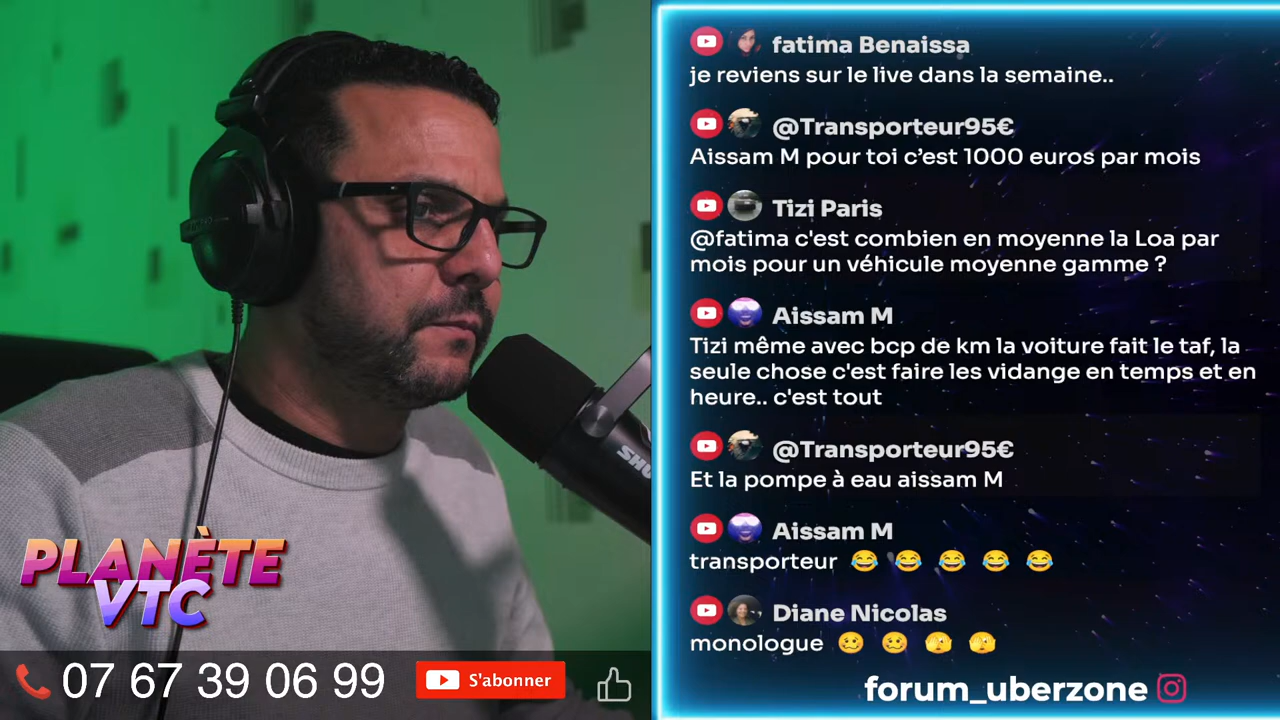 fatima Benaissa
je reviens sur le live dans la semaine..
@Transporteur95€
Aissam M pour toi c’est 1000 euros par mois
Tizi Paris
@fatima c'est combien en moyenne la Loa par
mois pour un véhicule moyenne gamme ?
Aissam M
Tizi même avec bcp de km la voiture fait le taf, la
seule chose c'est faire les vidange en temps et en
heure.. c'est tout
@Transporteur95€
Et la pompe à eau aissam M
Aissam M
transporteur 😂 😂 😂 😂 😂
Diane Nicolas
monologue 🥴 🥴 🫣 🫣
forum_uberzone
PLANÈTE
VTC
07 67 39 06 99
S'abonner